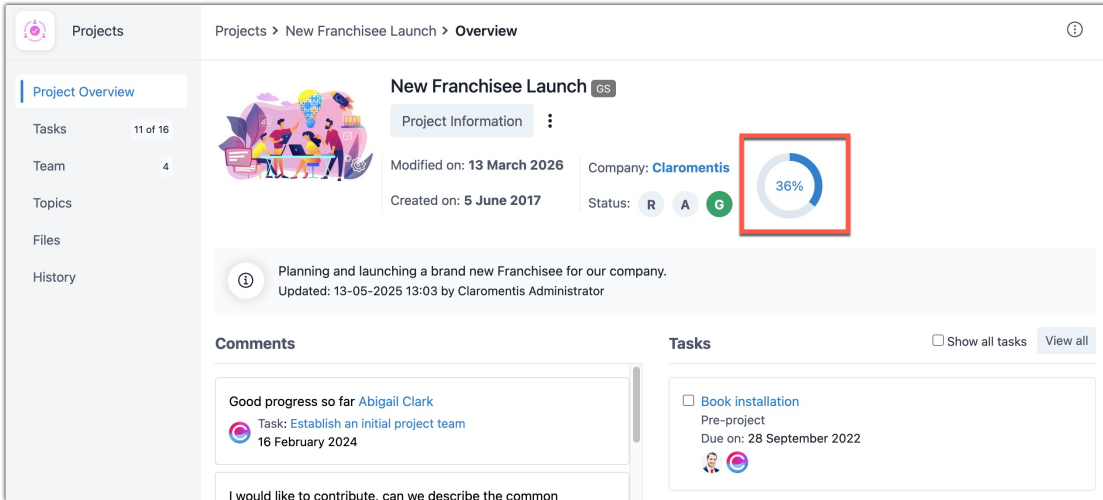 Projects
Projects > New Franchisee Launch > Overview
Project Overview
Tasks 11 of 16
Team 4
Topics
Files
History
New Franchisee Launch GS
Project Information
Modified on: 13 March 2026
Created on: 5 June 2017
Company: Claromentis
Status: R A G
36%
Planning and launching a brand new Franchisee for our company.
Updated: 13-05-2025 13:03 by Claromentis Administrator
Comments
Good progress so far Abigail Clark
Task: Establish an initial project team
16 February 2024
I would like to contribute, can we describe the common
Tasks
Show all tasks View all
Book installation
Pre-project
Due on: 28 September 2022